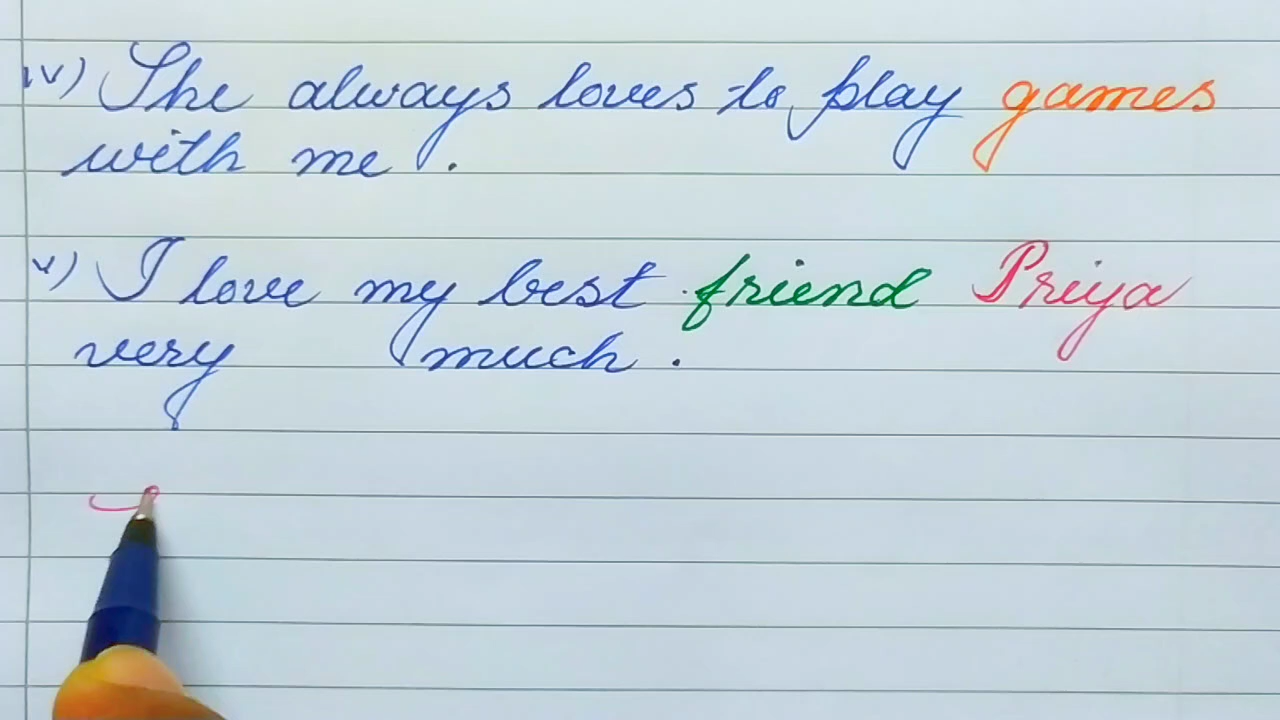 iv) She always loves to play games
with me .
v) I love my best friend Priya
very much .